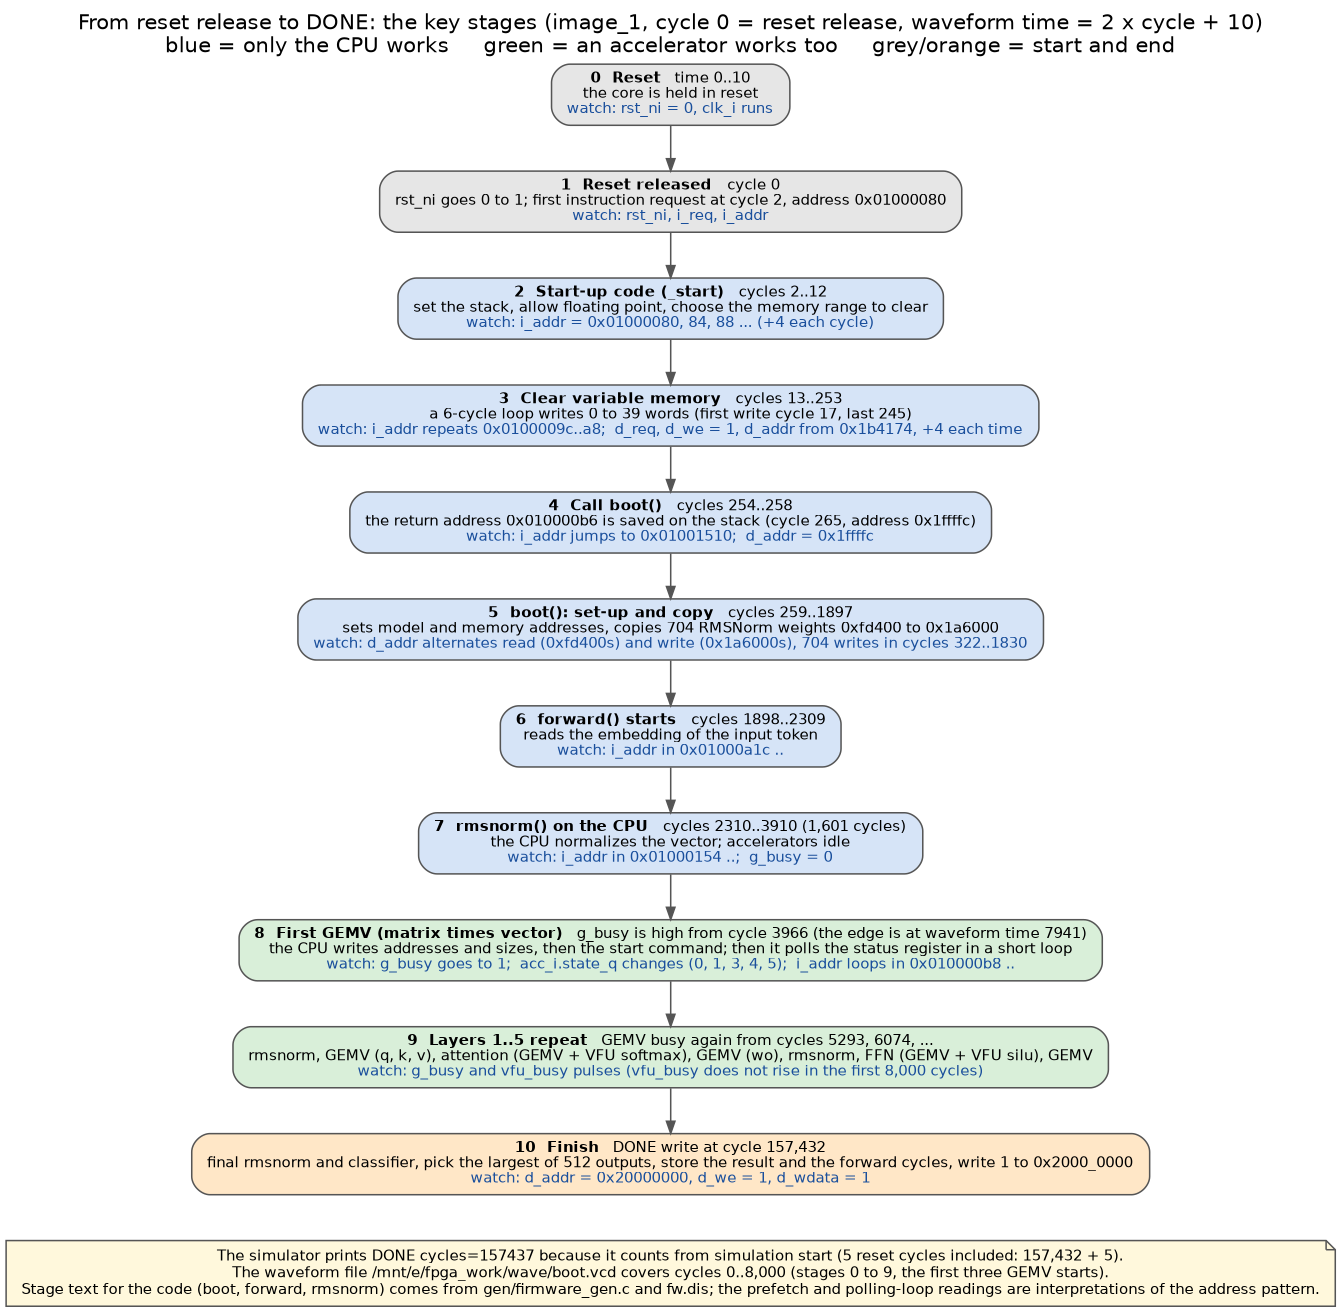 From reset release to DONE: the key stages (image_1, cycle 0 = reset release, waveform time = 2 x cycle + 10)
blue = only the CPU works     green = an accelerator works too     grey/orange = start and end
0  Reset   time 0..10
the core is held in reset
watch: rst_ni = 0, clk_i runs
1  Reset released   cycle 0
rst_ni goes 0 to 1; first instruction request at cycle 2, address 0x01000080
watch: rst_ni, i_req, i_addr
2  Start-up code (_start)   cycles 2..12
set the stack, allow floating point, choose the memory range to clear
watch: i_addr = 0x01000080, 84, 88 ... (+4 each cycle)
3  Clear variable memory   cycles 13..253
a 6-cycle loop writes 0 to 39 words (first write cycle 17, last 245)
watch: i_addr repeats 0x0100009c..a8;  d_req, d_we = 1, d_addr from 0x1b4174, +4 each time
4  Call boot()   cycles 254..258
the return address 0x010000b6 is saved on the stack (cycle 265, address 0x1ffffc)
watch: i_addr jumps to 0x01001510;  d_addr = 0x1ffffc
5  boot(): set-up and copy   cycles 259..1897
sets model and memory addresses, copies 704 RMSNorm weights 0xfd400 to 0x1a6000
watch: d_addr alternates read (0xfd400s) and write (0x1a6000s), 704 writes in cycles 322..1830
6  forward() starts   cycles 1898..2309
reads the embedding of the input token
watch: i_addr in 0x01000a1c ..
7  rmsnorm() on the CPU   cycles 2310..3910 (1,601 cycles)
the CPU normalizes the vector; accelerators idle
watch: i_addr in 0x01000154 ..;  g_busy = 0
8  First GEMV (matrix times vector)   g_busy is high from cycle 3966 (the edge is at waveform time 7941)
the CPU writes addresses and sizes, then the start command; then it polls the status register in a short loop
watch: g_busy goes to 1;  acc_i.state_q changes (0, 1, 3, 4, 5);  i_addr loops in 0x010000b8 ..
9  Layers 1..5 repeat   GEMV busy again from cycles 5293, 6074, ...
rmsnorm, GEMV (q, k, v), attention (GEMV + VFU softmax), GEMV (wo), rmsnorm, FFN (GEMV + VFU silu), GEMV
watch: g_busy and vfu_busy pulses (vfu_busy does not rise in the first 8,000 cycles)
10  Finish   DONE write at cycle 157,432
final rmsnorm and classifier, pick the largest of 512 outputs, store the result and the forward cycles, write 1 to 0x2000_0000
watch: d_addr = 0x20000000, d_we = 1, d_wdata = 1
The simulator prints DONE cycles=157437 because it counts from simulation start (5 reset cycles included: 157,432 + 5).
The waveform file /mnt/e/fpga_work/wave/boot.vcd covers cycles 0..8,000 (stages 0 to 9, the first three GEMV starts).
Stage text for the code (boot, forward, rmsnorm) comes from gen/firmware_gen.c and fw.dis; the prefetch and polling-loop readings are interpretations of the address pattern.